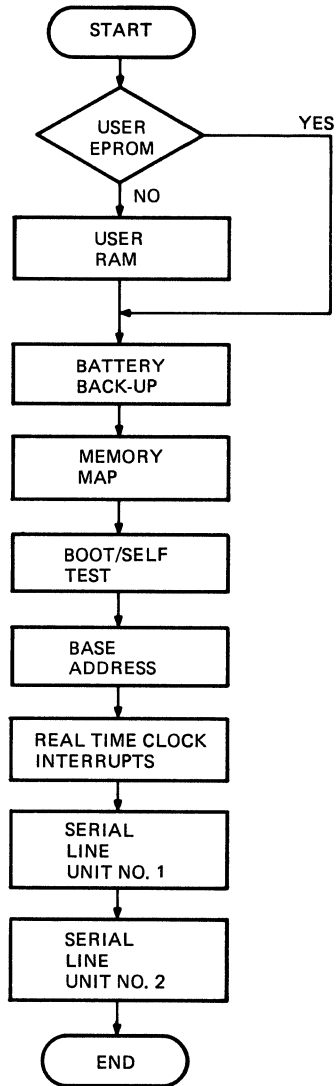 START
USER
EPROM
YES
NO
USER
RAM
BATTERY
BACK-UP
MEMORY
MAP
BOOT/SELF
TEST
BASE
ADDRESS
REAL TIME CLOCK
INTERRUPTS
SERIAL
LINE
UNIT NO. 1
SERIAL
LINE
UNIT NO. 2
END